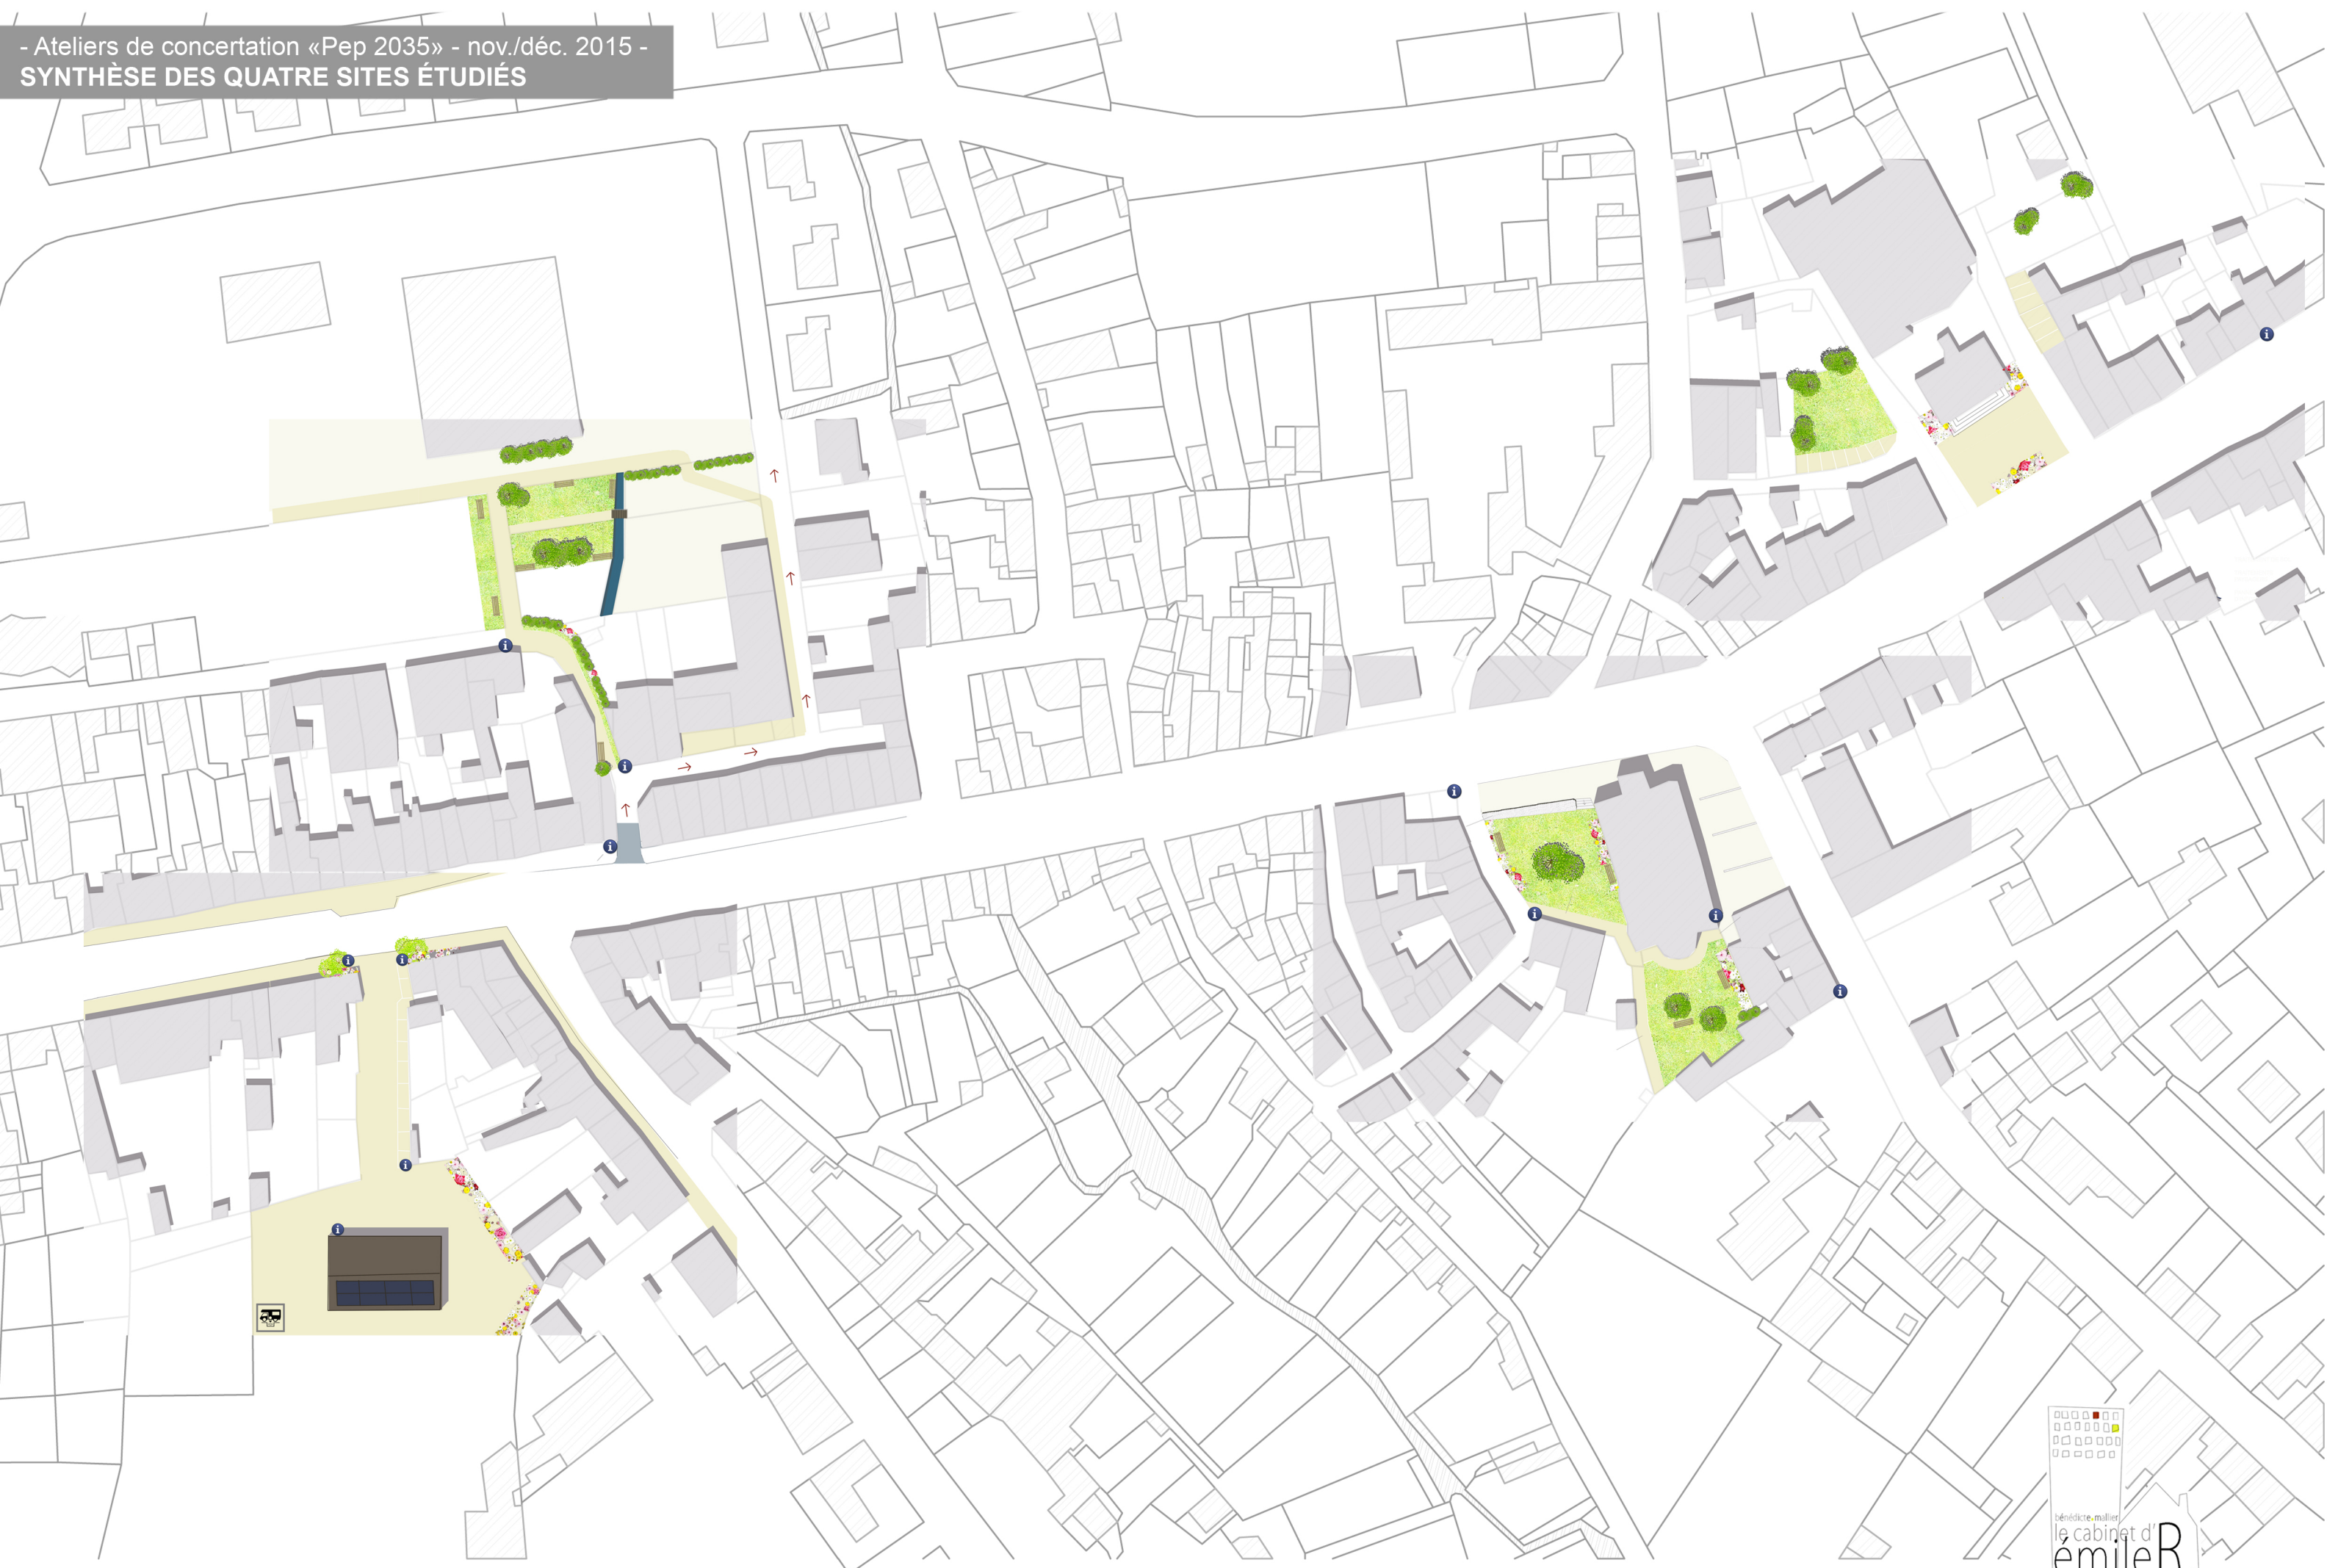 - Ateliers de concertation «Pep 2035» - nov./déc. 2015 -
SYNTHÈSE DES QUATRE SITES ÉTUDIÉS
i
i
i
i
i
i
i
i
i
i
i
i
bénédicte.mallier
le cabinet d'
émileR